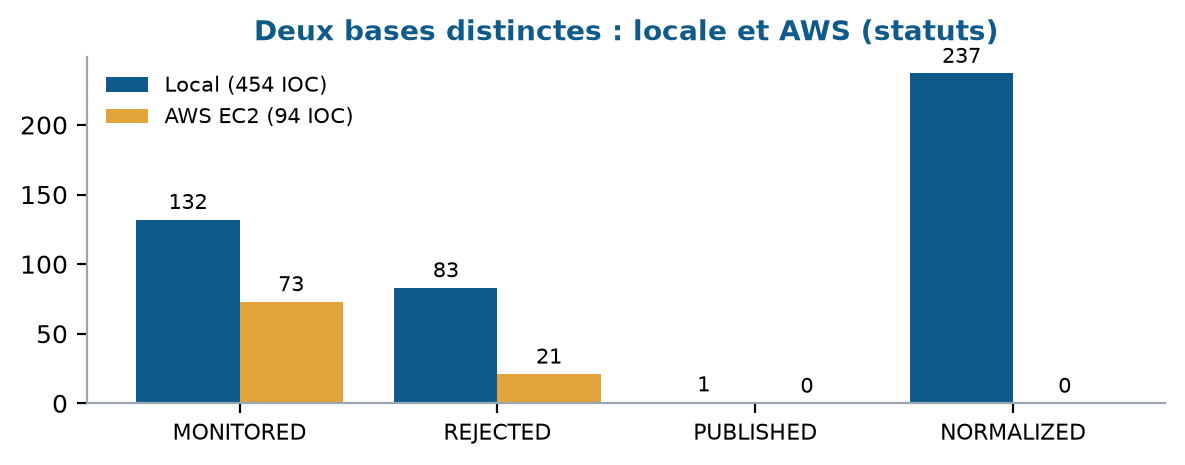 Deux bases distinctes : locale et AWS (statuts)
Local (454 IOC)
AWS EC2 (94 IOC)
200
150
100
50
0
132
73
83
21
1
0
237
0
MONITORED
REJECTED
PUBLISHED
NORMALIZED